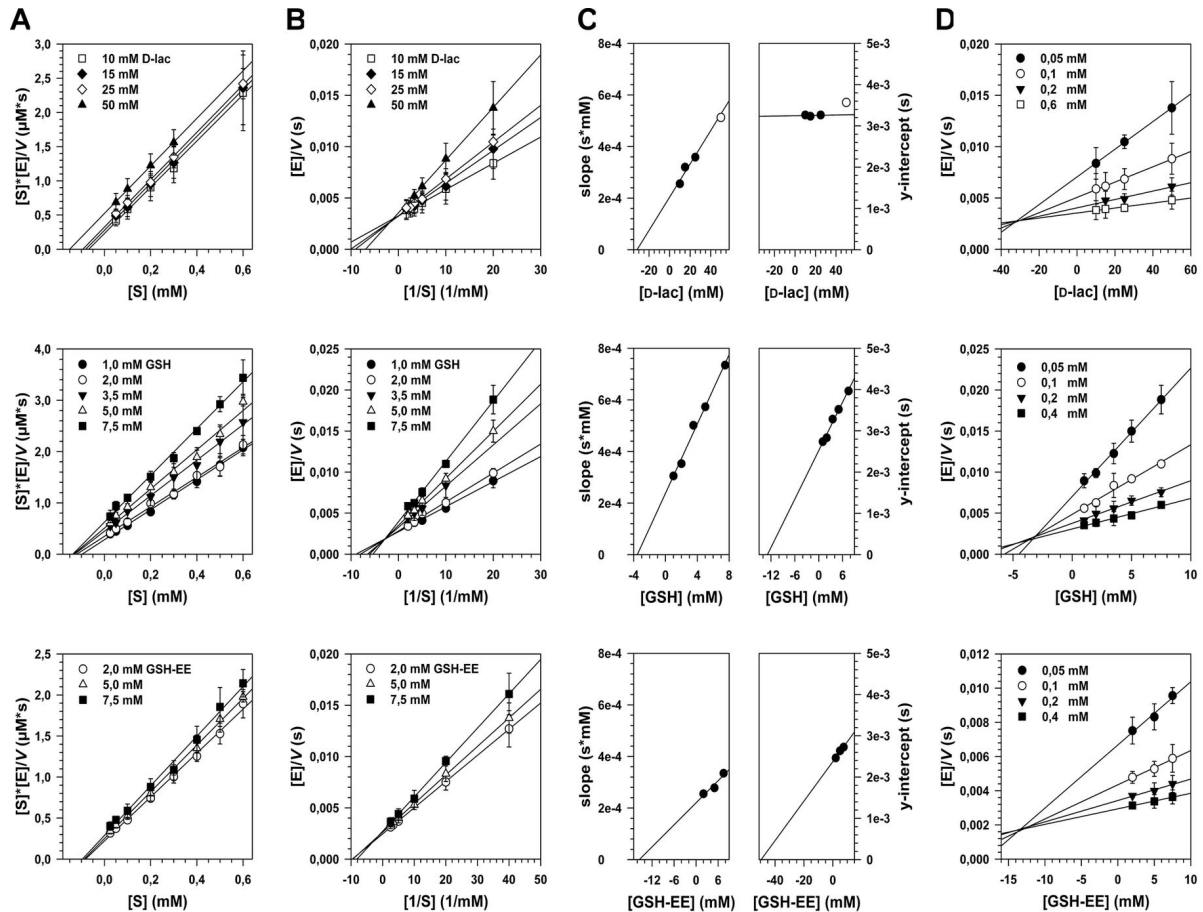 A
B
C
D
3,0
2,5
2,0
1,5
1,0
0,5
0,0
[S]*[E]/V (µM*s)
10 mM D-lac
15 mM
25 mM
50 mM
0,0 0,2 0,4 0,6
[S] (mM)
0,020
0,015
0,010
0,005
0,000
[E]/V (s)
10 mM D-lac
15 mM
25 mM
50 mM
-10 0 10 20 30
[1/S] (1/mM)
8e-4
6e-4
4e-4
2e-4
0
slope (s*mM)
-20 0 20 40
[D-lac] (mM)
5e-3
4e-3
3e-3
2e-3
1e-3
0
y-intercept (s)
-20 0 20 40
[D-lac] (mM)
0,020
0,015
0,010
0,005
0,000
[E]/V (s)
0,05 mM
0,1 mM
0,2 mM
0,6 mM
-40 -20 0 20 40 60
[D-lac] (mM)
4,0
3,0
2,0
1,0
0,0
[S]*[E]/V (µM*s)
1,0 mM GSH
2,0 mM
3,5 mM
5,0 mM
7,5 mM
0,0 0,2 0,4 0,6
[S] (mM)
0,025
0,020
0,015
0,010
0,005
0,000
[E]/V (s)
1,0 mM GSH
2,0 mM
3,5 mM
5,0 mM
7,5 mM
-10 0 10 20 30
[1/S] (1/mM)
8e-4
6e-4
4e-4
2e-4
0
slope (s*mM)
-4 0 4 8
[GSH] (mM)
5e-3
4e-3
3e-3
2e-3
1e-3
0
y-intercept (s)
-12 -6 0 6
[GSH] (mM)
0,025
0,020
0,015
0,010
0,005
0,000
[E]/V (s)
0,05 mM
0,1 mM
0,2 mM
0,4 mM
-5 0 5 10
[GSH] (mM)
2,5
2,0
1,5
1,0
0,5
0,0
[S]*[E]/V (µM*s)
2,0 mM GSH-EE
5,0 mM
7,5 mM
0,0 0,2 0,4 0,6
[S] (mM)
0,020
0,015
0,010
0,005
0,000
[E]/V (s)
2,0 mM GSH-EE
5,0 mM
7,5 mM
-10 0 10 20 30 40 50
[1/S] (1/mM)
8e-4
6e-4
4e-4
2e-4
0
slope (s*mM)
-12 -6 0 6
[GSH-EE] (mM)
5e-3
4e-3
3e-3
2e-3
1e-3
0
y-intercept (s)
-40 -20 0
[GSH-EE] (mM)
0,012
0,010
0,008
0,006
0,004
0,002
0,000
[E]/V (s)
0,05 mM
0,1 mM
0,2 mM
0,4 mM
-15 -10 -5 0 5 10
[GSH-EE] (mM)